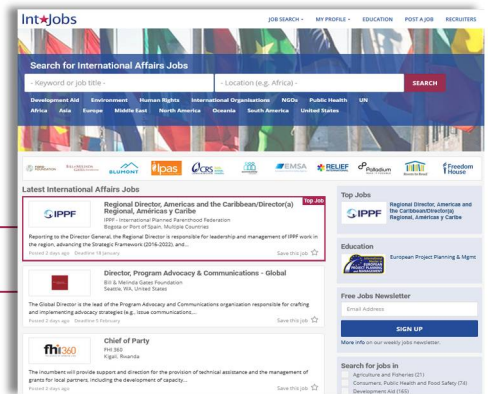 Int★Jobs
JOB SEARCH
MY PROFILE
EDUCATION
POST A JOB
RECRUITERS
Search for International Affairs Jobs
- Keyword or job title -
- Location (e.g. Africa) -
SEARCH
Development Aid Environment Human Rights International Organisations NGOs Public Health UN
Africa Asia Europe Middle East North America Oceania South America United States
BLUMONT
Ipas
CRS
EMSA
RELIEF
Palladium
Freedom House
Latest International Affairs Jobs
Top Job
IPPF
Regional Director, Americas and the Caribbean/Director(a)
Regional, Américas y Caribe
IPPF - International Planned Parenthood Federation
Bogota or Port of Spain, Multiple Countries
Reporting to the Director General, the Regional Director is responsible for leadership and management of IPPF work in
the region, advancing the Strategic Framework (2016-2022), and...
Posted 2 days ago Deadline 18 January
Save this job
Director, Program Advocacy & Communications - Global
Bill & Melinda Gates Foundation
Seattle, WA, United States
The Global Director is the lead of the Program Advocacy and Communications organization responsible for crafting
and implementing advocacy strategies (e.g., issue communications,...
Posted 2 days ago Deadline 5 February
Save this job
fhi360
Chief of Party
FHI 360
Kigali, Rwanda
The incumbent will provide support and direction for the provision of technical assistance and the management of
grants for local partners, including the development of capacity...
Posted 2 days ago
Save this job
Top Jobs
IPPF
Regional Director, Americas and
the Caribbean/Director(a)
Regional, Américas y Caribe
Education
EUROPEAN
PROJECT PLANNING
European Project Planning & Mgmt
Free Jobs Newsletter
Email Address
SIGN UP
More info on our weekly jobs newsletter.
Search for jobs in
Agriculture and Fisheries (21)
Consumers, Public Health and Food Safety (74)
Development Aid (165)